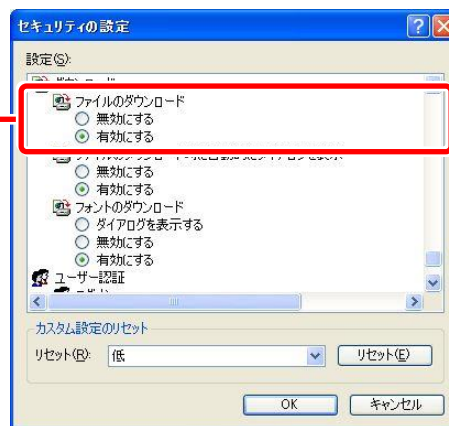 セキュリティの設定
設定(S):
ファイルのダウンロード
無効にする
有効にする
無効にする
有効にする
フォントのダウンロード
ダイアログを表示する
無効にする
有効にする
ユーザー認証
カスタム設定のリセット
リセット(R):
低
リセット(E)
OK
キャンセル